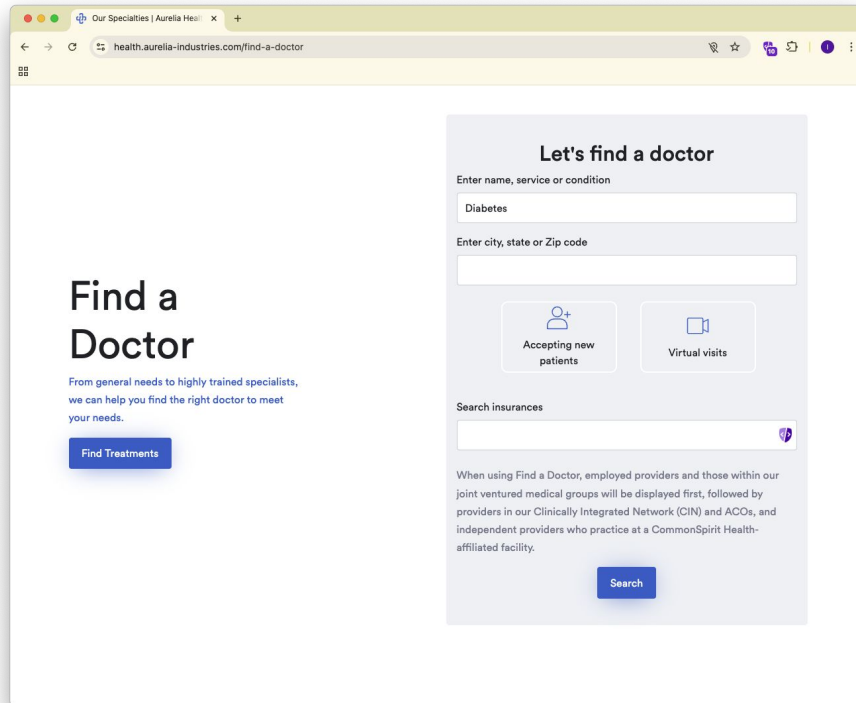 Our Specialties | Aurelia Heal
health.aurelia-industries.com/find-a-doctor
10
I
Find a
Doctor
From general needs to highly trained specialists,
we can help you find the right doctor to meet
your needs.
Find Treatments
Let's find a doctor
Enter name, service or condition
Diabetes
Enter city, state or Zip code
Accepting new
patients
Virtual visits
Search insurances
When using Find a Doctor, employed providers and those within our
joint ventured medical groups will be displayed first, followed by
providers in our Clinically Integrated Network (CIN) and ACOs, and
independent providers who practice at a CommonSpirit Health-
affiliated facility.
Search